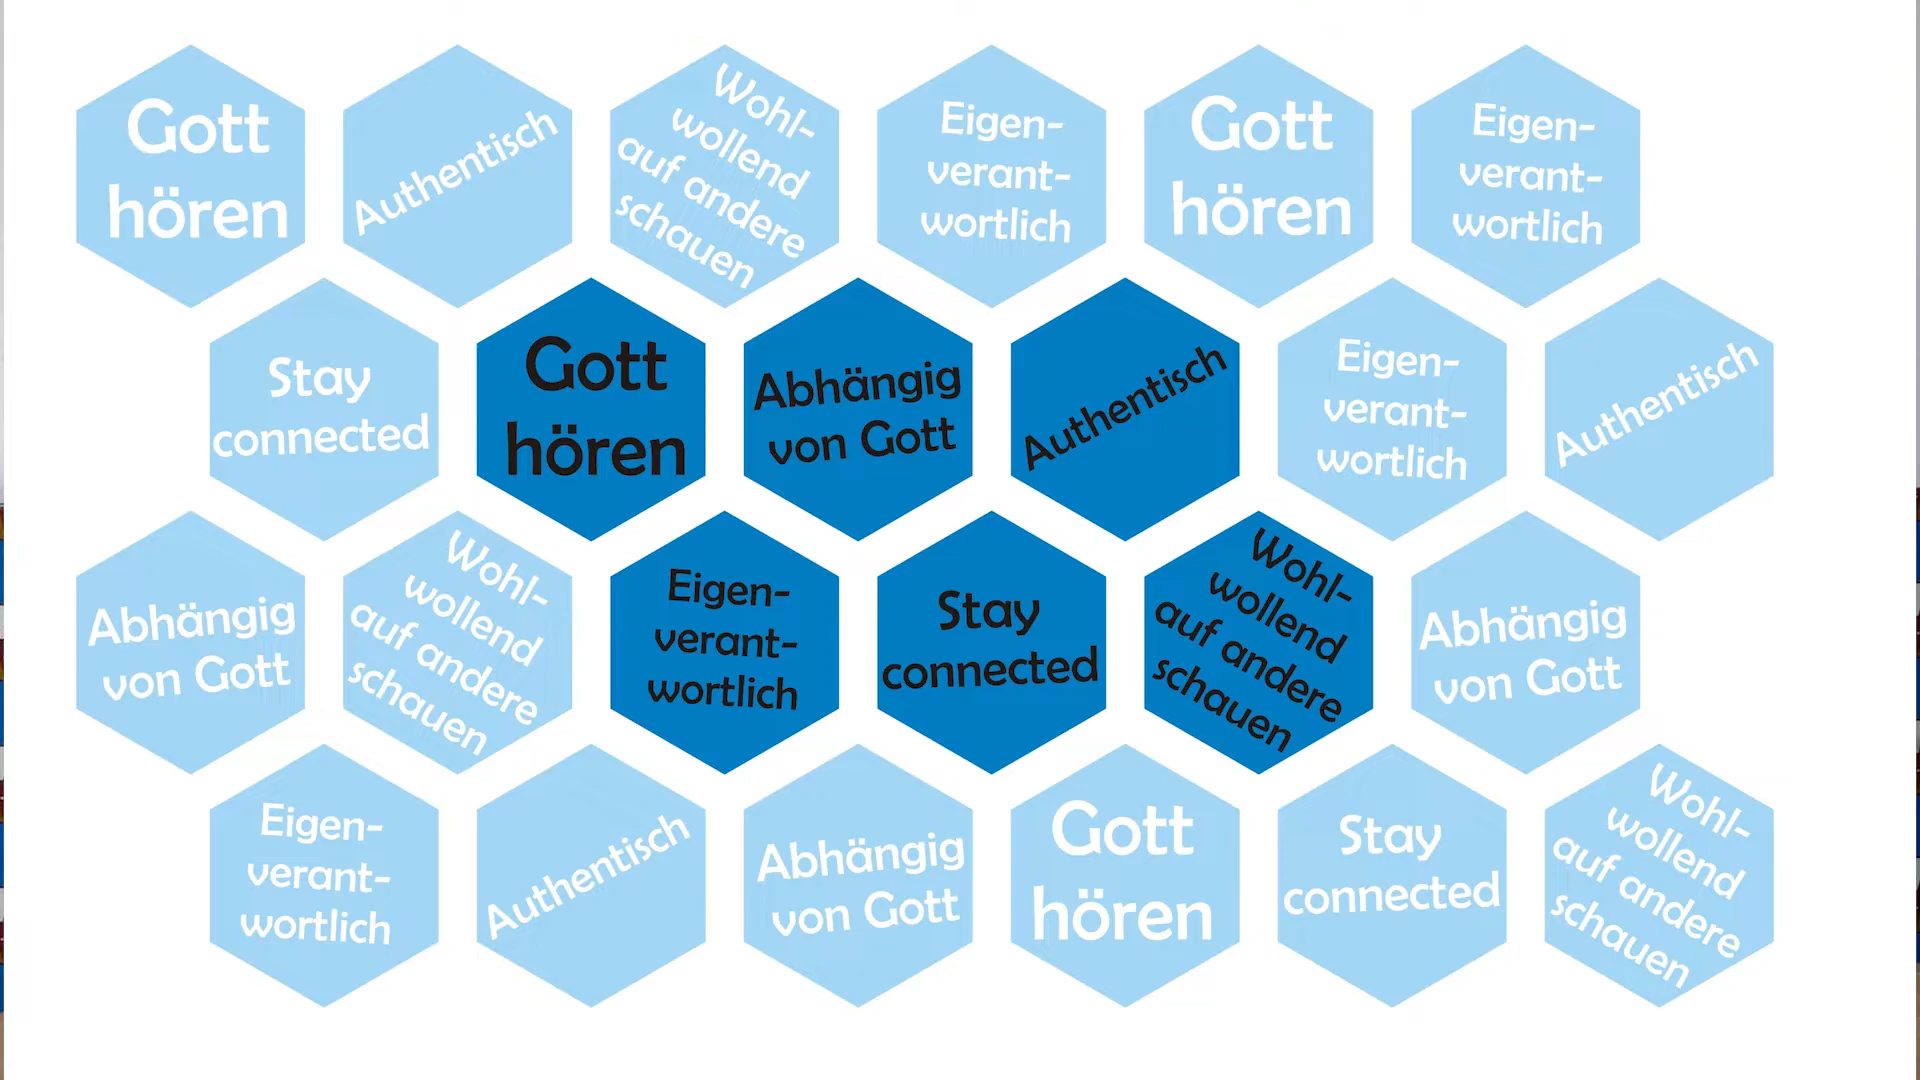 Gott
hören
Authentisch
Wohl-
wollend
auf andere
schauen
Eigen-
verant-
wortlich
Gott
hören
Eigen-
verant-
wortlich
Stay
connected
Gott
hören
Abhängig
von Gott
Authentisch
Eigen-
verant-
wortlich
Authentisch
Abhängig
von Gott
Wohl-
wollend
auf andere
schauen
Eigen-
verant-
wortlich
Stay
connected
Wohl-
wollend
auf andere
schauen
Abhängig
von Gott
Eigen-
verant-
wortlich
Authentisch
Abhängig
von Gott
Gott
hören
Stay
connected
Wohl-
wollend
auf andere
schauen